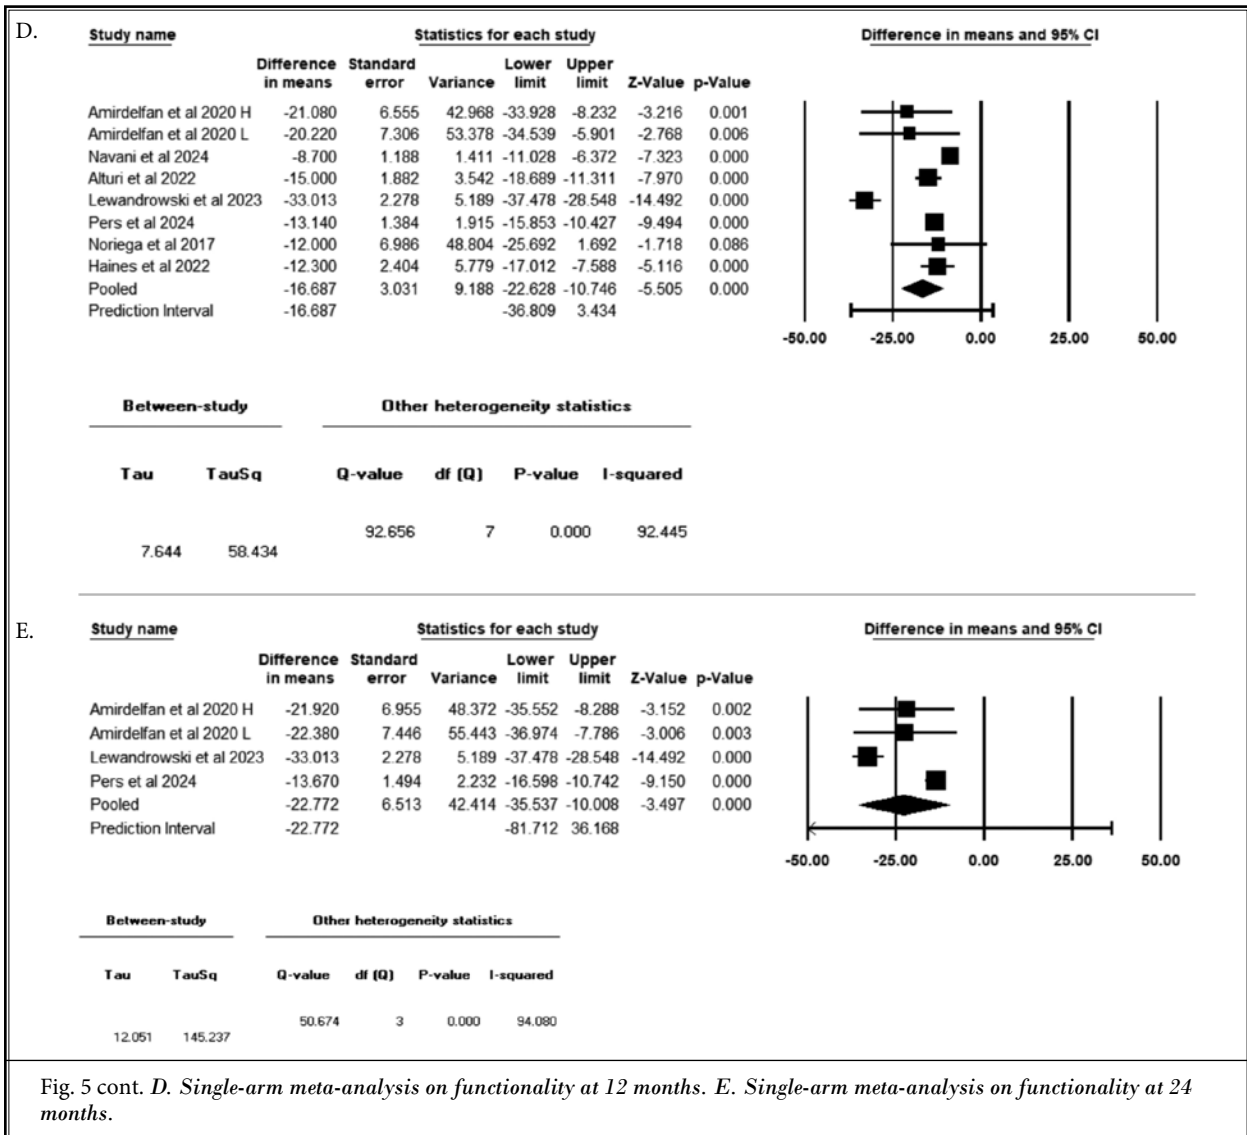 D.
Study name Statistics for each study Difference in means and 95% CI
Difference Standard Lower Upper
in means error Variance limit limit Z-Value p-Value
Amirdelfan et al 2020 H -21.080 6.555 42.968 -33.928 -8.232 -3.216 0.001
Amirdelfan et al 2020 L -20.220 7.306 53.378 -34.539 -5.901 -2.768 0.006
Navani et al 2024 -8.700 1.188 1.411 -11.028 -6.372 -7.323 0.000
Alturi et al 2022 -15.000 1.882 3.542 -18.689 -11.311 -7.970 0.000
Lewandrowski et al 2023 -33.013 2.278 5.189 -37.478 -28.548 -14.492 0.000
Pers et al 2024 -13.140 1.384 1.915 -15.853 -10.427 -9.494 0.000
Noriega et al 2017 -12.000 6.986 48.804 -25.692 1.692 -1.718 0.086
Haines et al 2022 -12.300 2.404 5.779 -17.012 -7.588 -5.116 0.000
Pooled -16.687 3.031 9.188 -22.628 -10.746 -5.505 0.000
Prediction Interval -16.687 -36.809 3.434
-50.00 -25.00 0.00 25.00 50.00
Between-study Other heterogeneity statistics
Tau TauSq Q-value df (Q) P-value I-squared
92.656 7 0.000 92.445
7.644 58.434
E.
Study name Statistics for each study Difference in means and 95% CI
Difference Standard Lower Upper
in means error Variance limit limit Z-Value p-Value
Amirdelfan et al 2020 H -21.920 6.955 48.372 -35.552 -8.288 -3.152 0.002
Amirdelfan et al 2020 L -22.380 7.446 55.443 -36.974 -7.786 -3.006 0.003
Lewandrowski et al 2023 -33.013 2.278 5.189 -37.478 -28.548 -14.492 0.000
Pers et al 2024 -13.670 1.494 2.232 -16.598 -10.742 -9.150 0.000
Pooled -22.772 6.513 42.414 -35.537 -10.008 -3.497 0.000
Prediction Interval -22.772 -81.712 36.168
-50.00 -25.00 0.00 25.00 50.00
Between-study Other heterogeneity statistics
Tau TauSq Q-value df (Q) P-value I-squared
50.674 3 0.000 94.080
12.051 145.237
Fig. 5 cont. D. Single-arm meta-analysis on functionality at 12 months. E. Single-arm meta-analysis on functionality at 24
months.